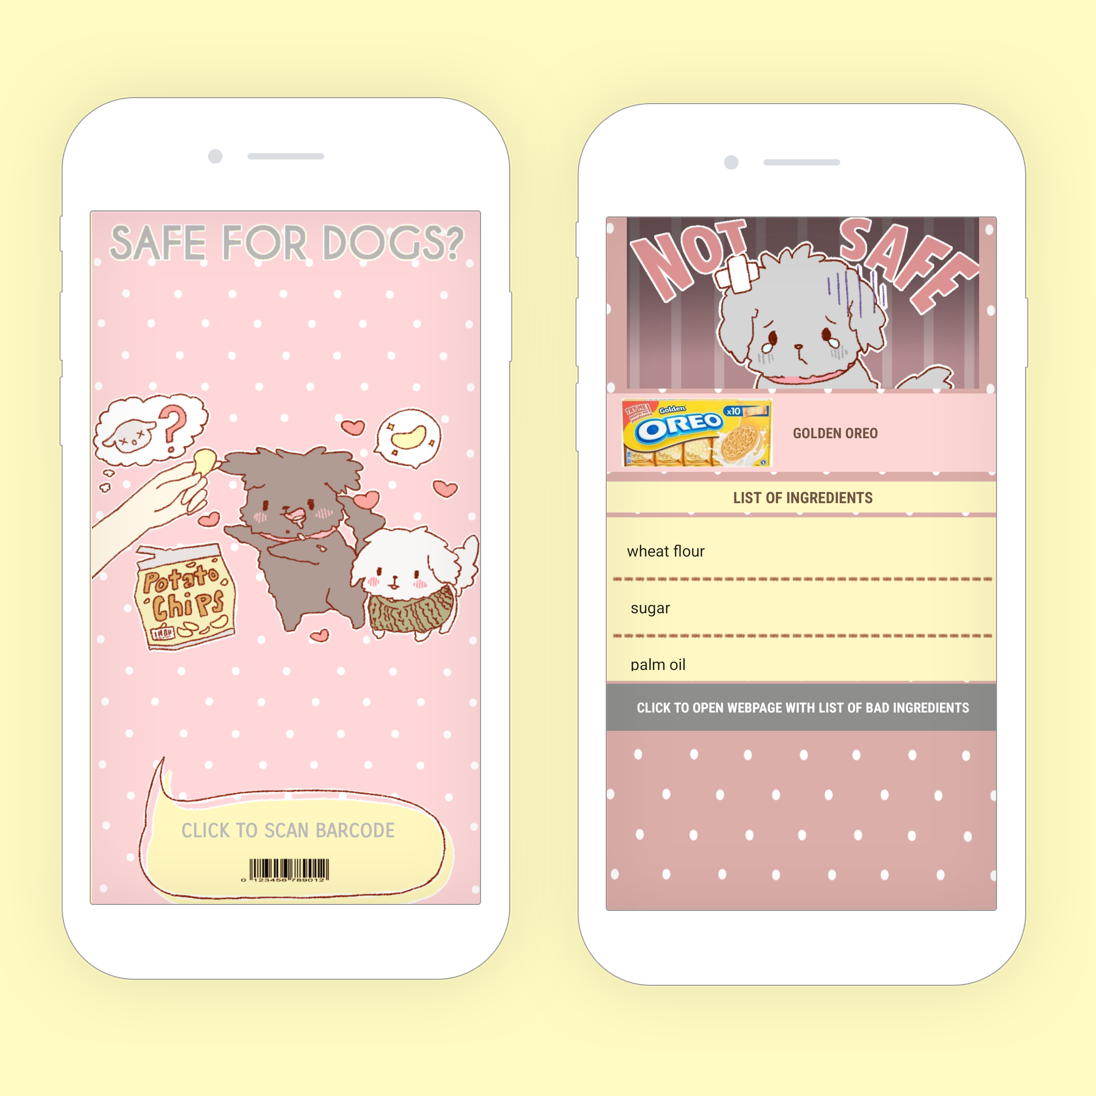 SAFE FOR DOGS?
Potato
Chips
CLICK TO SCAN BARCODE
0 123456 789012
NOT SAFE
Golden
x10
OREO
GOLDEN OREO
LIST OF INGREDIENTS
wheat flour
sugar
palm oil
CLICK TO OPEN WEBPAGE WITH LIST OF BAD INGREDIENTS